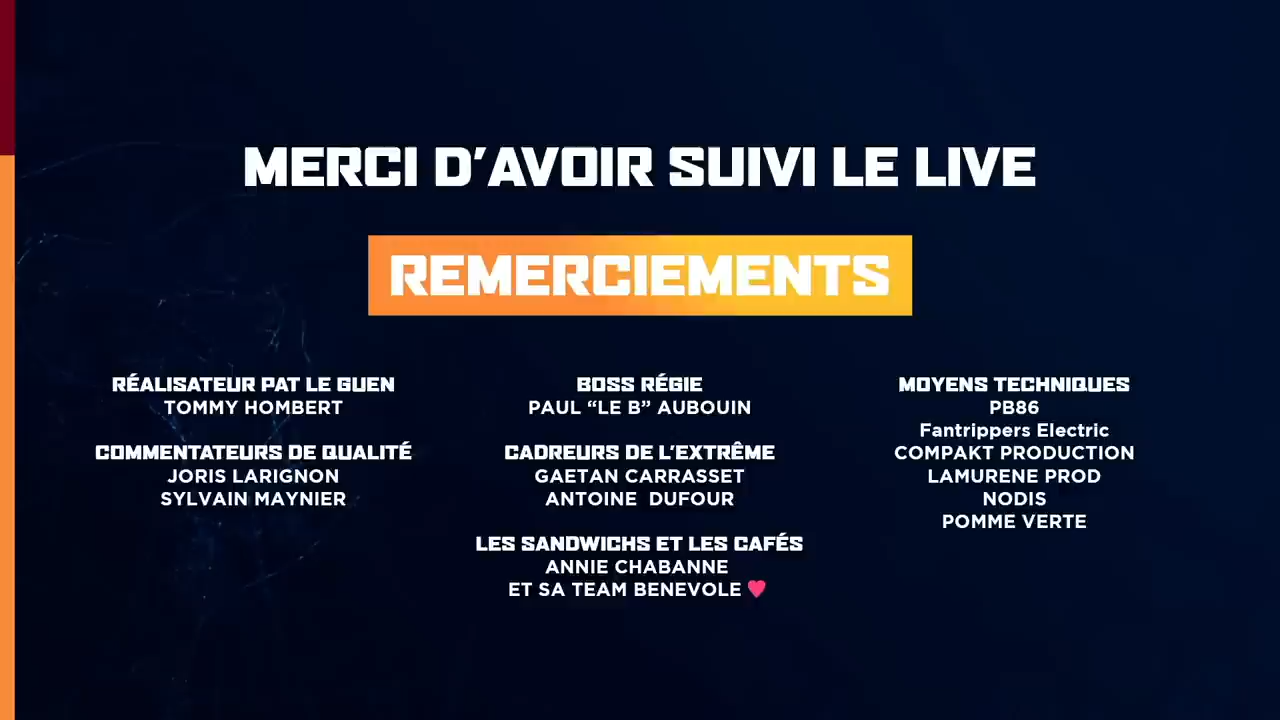 MERCI D'AVOIR SUIVI LE LIVE
REMERCIEMENTS
RÉALISATEUR PAT LE GUEN
TOMMY HOMBERT
COMMENTATEURS DE QUALITÉ
JORIS LARIGNON
SYLVAIN MAYNIER
BOSS RÉGIE
PAUL “LE B” AUBOUIN
CADREURS DE L'EXTRÊME
GAETAN CARRASSET
ANTOINE  DUFOUR
LES SANDWICHS ET LES CAFÉS
ANNIE CHABANNE
ET SA TEAM BENEVOLE ♥
MOYENS TECHNIQUES
PB86
Fantrippers Electric
COMPAKT PRODUCTION
LAMURENE PROD
NODIS
POMME VERTE